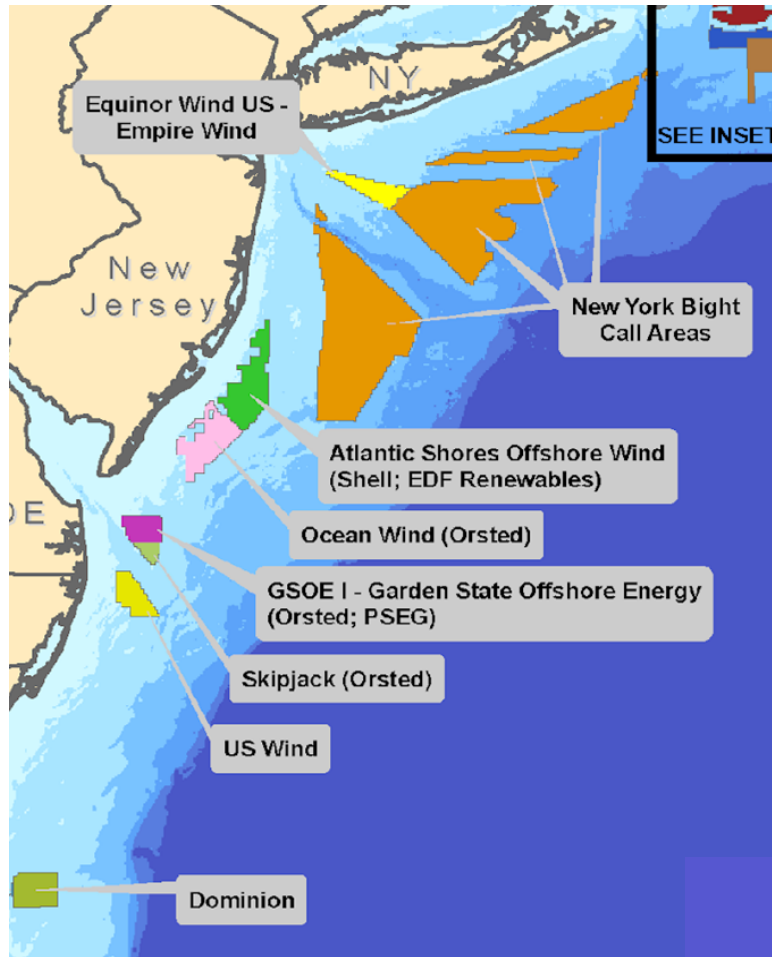 NY
Equinor Wind US -
Empire Wind
SEE INSET
New
Jersey
New York Bight
Call Areas
Atlantic Shores Offshore Wind
(Shell; EDF Renewables)
DE
Ocean Wind (Orsted)
GSOE I - Garden State Offshore Energy
(Orsted; PSEG)
Skipjack (Orsted)
US Wind
Dominion